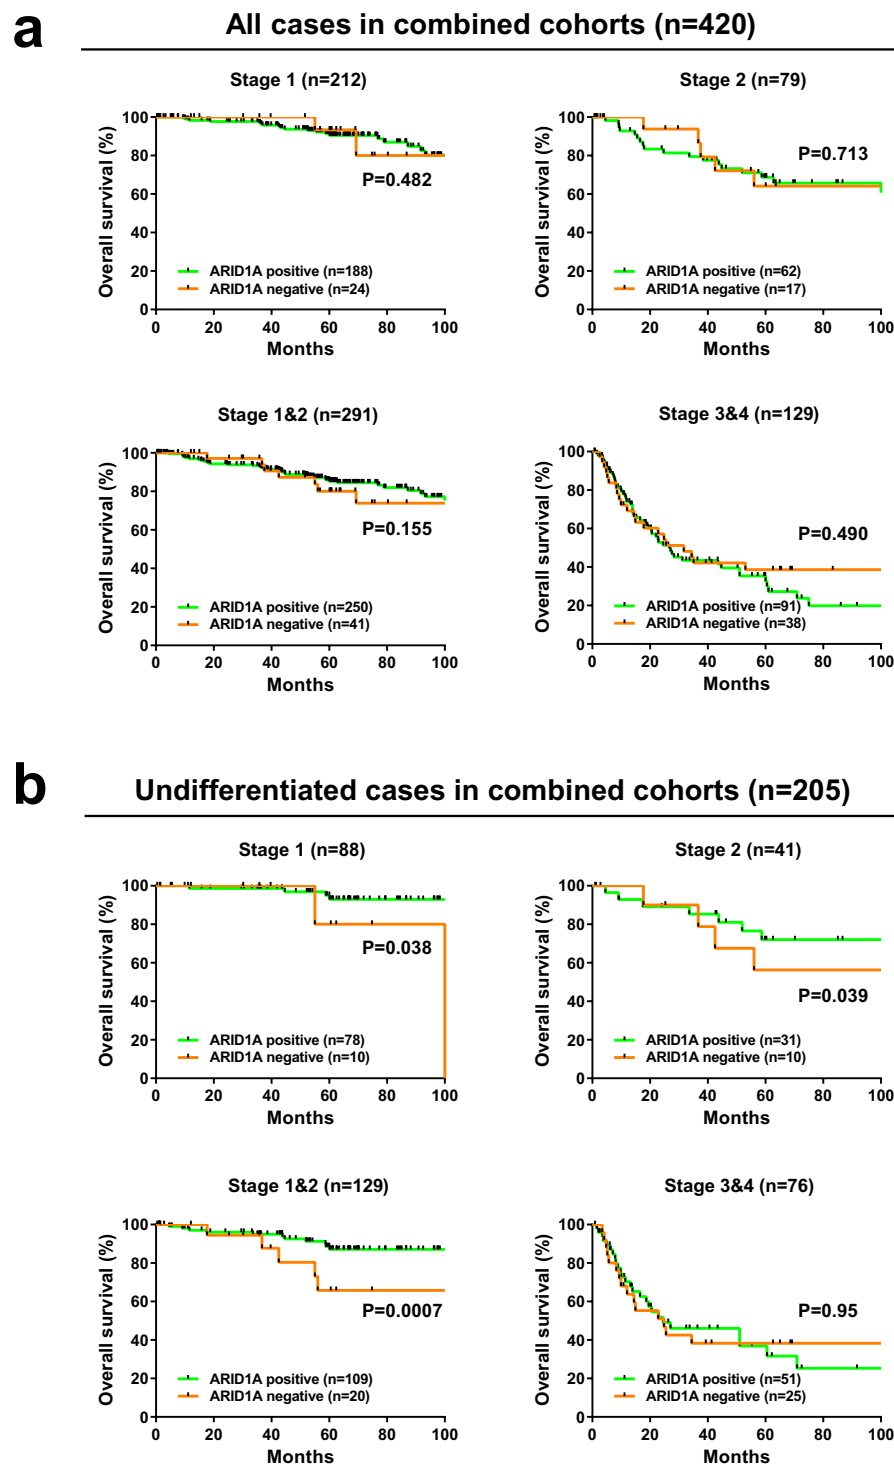 a
All cases in combined cohorts (n=420)
Stage 1 (n=212)
Overall survival (%)
100
80
60
40
20
0
P=0.482
ARID1A positive (n=188)
ARID1A negative (n=24)
0 20 40 60 80 100
Months
Stage 2 (n=79)
Overall survival (%)
100
80
60
40
20
0
P=0.713
ARID1A positive (n=62)
ARID1A negative (n=17)
0 20 40 60 80 100
Months
Stage 1&2 (n=291)
Overall survival (%)
100
80
60
40
20
0
P=0.155
ARID1A positive (n=250)
ARID1A negative (n=41)
0 20 40 60 80 100
Months
Stage 3&4 (n=129)
Overall survival (%)
100
80
60
40
20
0
P=0.490
ARID1A positive (n=91)
ARID1A negative (n=38)
0 20 40 60 80 100
Months
b
Undifferentiated cases in combined cohorts (n=205)
Stage 1 (n=88)
Overall survival (%)
100
80
60
40
20
0
P=0.038
ARID1A positive (n=78)
ARID1A negative (n=10)
0 20 40 60 80 100
Months
Stage 2 (n=41)
Overall survival (%)
100
80
60
40
20
0
P=0.039
ARID1A positive (n=31)
ARID1A negative (n=10)
0 20 40 60 80 100
Months
Stage 1&2 (n=129)
Overall survival (%)
100
80
60
40
20
0
P=0.0007
ARID1A positive (n=109)
ARID1A negative (n=20)
0 20 40 60 80 100
Months
Stage 3&4 (n=76)
Overall survival (%)
100
80
60
40
20
0
P=0.95
ARID1A positive (n=51)
ARID1A negative (n=25)
0 20 40 60 80 100
Months